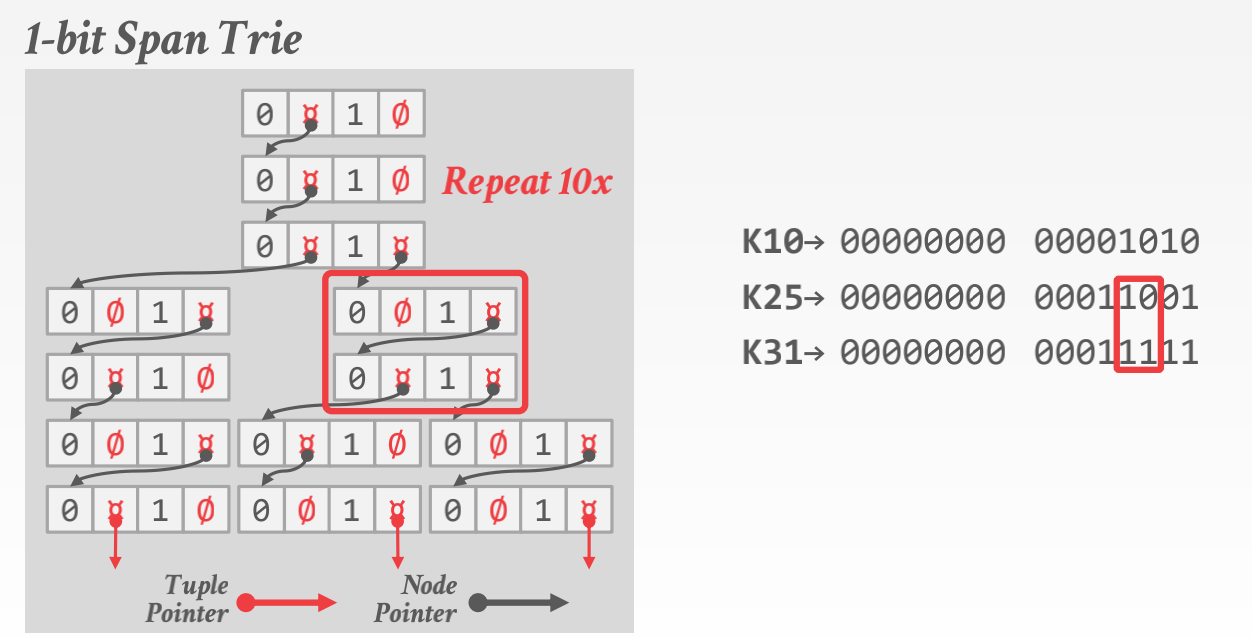 1-bit Span Trie
0 ¤ 1 Ø
0 ¤ 1 Ø
Repeat 10x
0 ¤ 1 ¤
0 Ø 1 ¤
0 Ø 1 ¤
0 ¤ 1 Ø
0 ¤ 1 ¤
0 Ø 1 ¤
0 ¤ 1 Ø
0 Ø 1 ¤
0 ¤ 1 Ø
0 Ø 1 ¤
0 Ø 1 ¤
Tuple
Pointer
Node
Pointer
K10→ 00000000 00001010
K25→ 00000000 00011001
K31→ 00000000 00011111